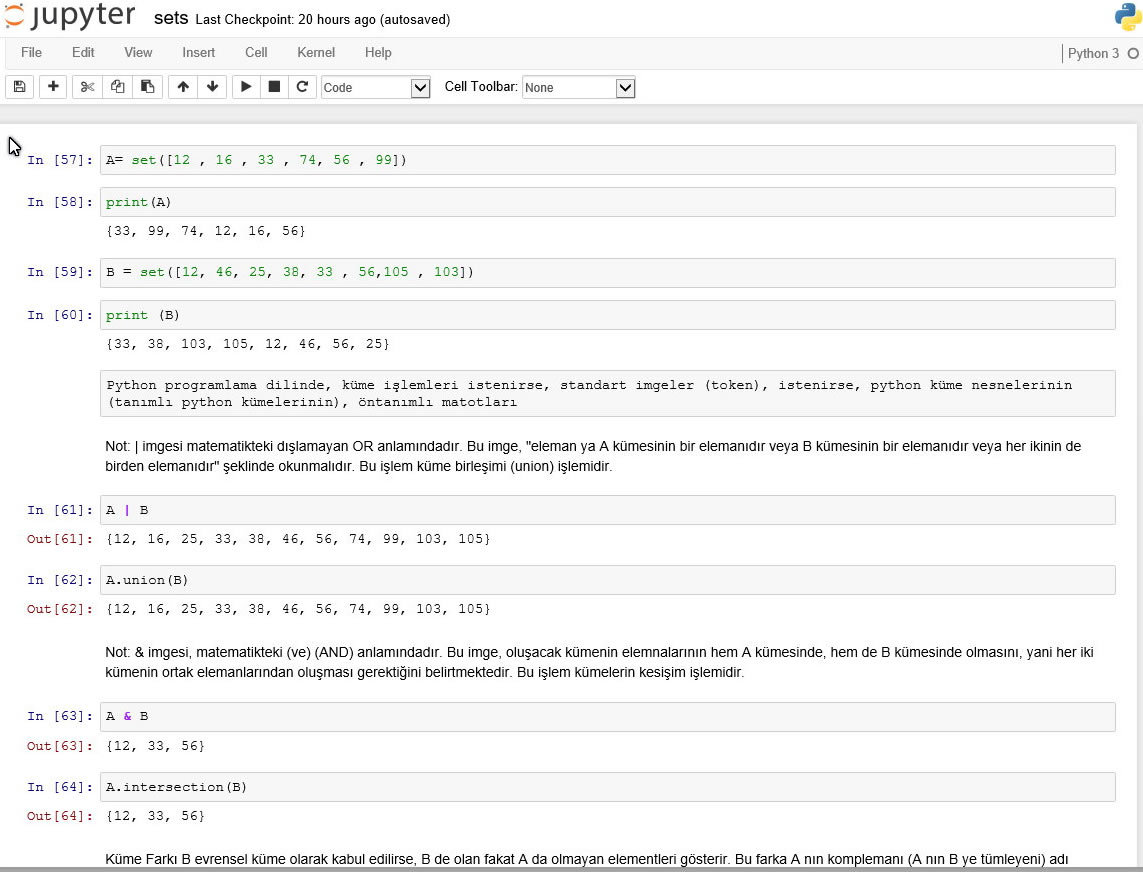 jupyter sets Last Checkpoint: 20 hours ago (autosaved)
File Edit View Insert Cell Kernel Help Python 3
Code Cell Toolbar: None
In [57]: A= set([12 , 16 , 33 , 74, 56 , 99])
In [58]: print(A)
{33, 99, 74, 12, 16, 56}
In [59]: B = set([12, 46, 25, 38, 33 , 56,105 , 103])
In [60]: print (B)
{33, 38, 103, 105, 12, 46, 56, 25}
Python programlama dilinde, küme işlemleri istenirse, standart imgeler (token), istenirse, python küme nesnelerinin
(tanımlı python kümelerinin), öntanımlı matotları
Not: | imgesi matematikteki dışlamayan OR anlamındadır. Bu imge, "eleman ya A kümesinin bir elemanıdır veya B kümesinin bir elemanıdır veya her ikinin de
birden elemanıdır" şeklinde okunmalıdır. Bu işlem küme birleşimi (union) işlemidir.
In [61]: A | B
Out[61]: {12, 16, 25, 33, 38, 46, 56, 74, 99, 103, 105}
In [62]: A.union(B)
Out[62]: {12, 16, 25, 33, 38, 46, 56, 74, 99, 103, 105}
Not: & imgesi, matematikteki (ve) (AND) anlamındadır. Bu imge, oluşacak kümenin elemnalarının hem A kümesinde, hem de B kümesinde olmasını, yani her iki
kümenin ortak elemanlarından oluşması gerektiğini belirtmektedir. Bu işlem kümelerin kesişim işlemidir.
In [63]: A & B
Out[63]: {12, 33, 56}
In [64]: A.intersection(B)
Out[64]: {12, 33, 56}
Küme Farkı B evrensel küme olarak kabul edilirse, B de olan fakat A da olmayan elementleri gösterir. Bu farka A nın komplemanı (A nın B ye tümleyeni) adı